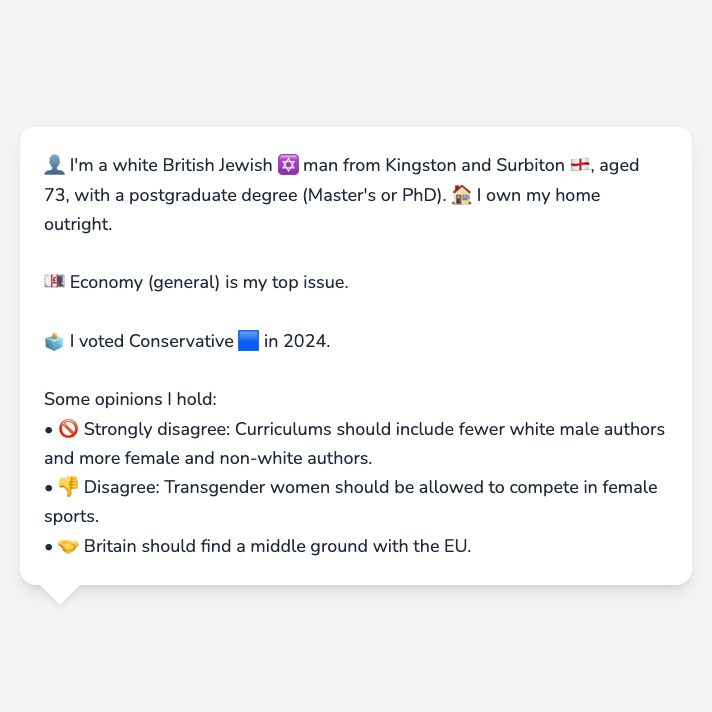 👤 I'm a white British Jewish ✡️ man from Kingston and Surbiton 🏴󠁧󠁢󠁥󠁮󠁧󠁿, aged
73, with a postgraduate degree (Master's or PhD). 🏠 I own my home
outright.
💷 Economy (general) is my top issue.
🗳️ I voted Conservative 🟦 in 2024.
Some opinions I hold:
• 🚫 Strongly disagree: Curriculums should include fewer white male authors
and more female and non-white authors.
• 👎 Disagree: Transgender women should be allowed to compete in female
sports.
• 🤝 Britain should find a middle ground with the EU.